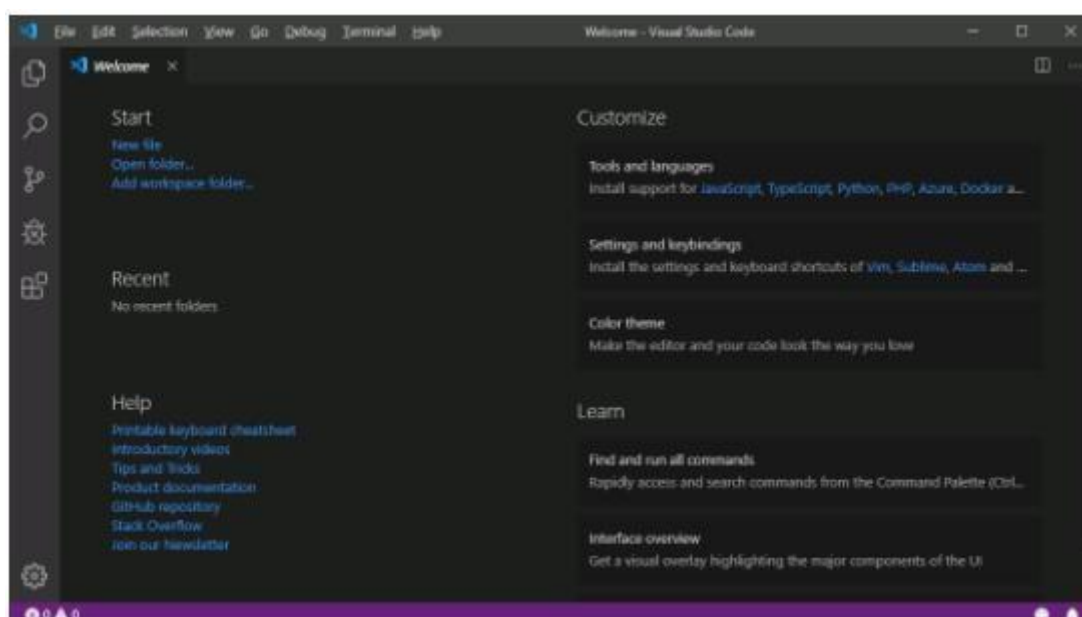 File Edit Selection View Go Debug Terminal Help
Welcome - Visual Studio Code
Welcome
Start
New file
Open folder...
Add workspace folder...
Recent
No recent folders
Help
Printable keyboard cheatsheet
Introductory videos
Tips and Tricks
Product documentation
GitHub repository
Stack Overflow
Join our Newsletter
Customize
Tools and languages
Install support for JavaScript, TypeScript, Python, PHP, Azure, Docker a...
Settings and keybindings
Install the settings and keyboard shortcuts of Vim, Sublime, Atom and ...
Color theme
Make the editor and your code look the way you love
Learn
Find and run all commands
Rapidly access and search commands from the Command Palette (Ctrl...
Interface overview
Get a visual overlay highlighting the major components of the UI
0 0